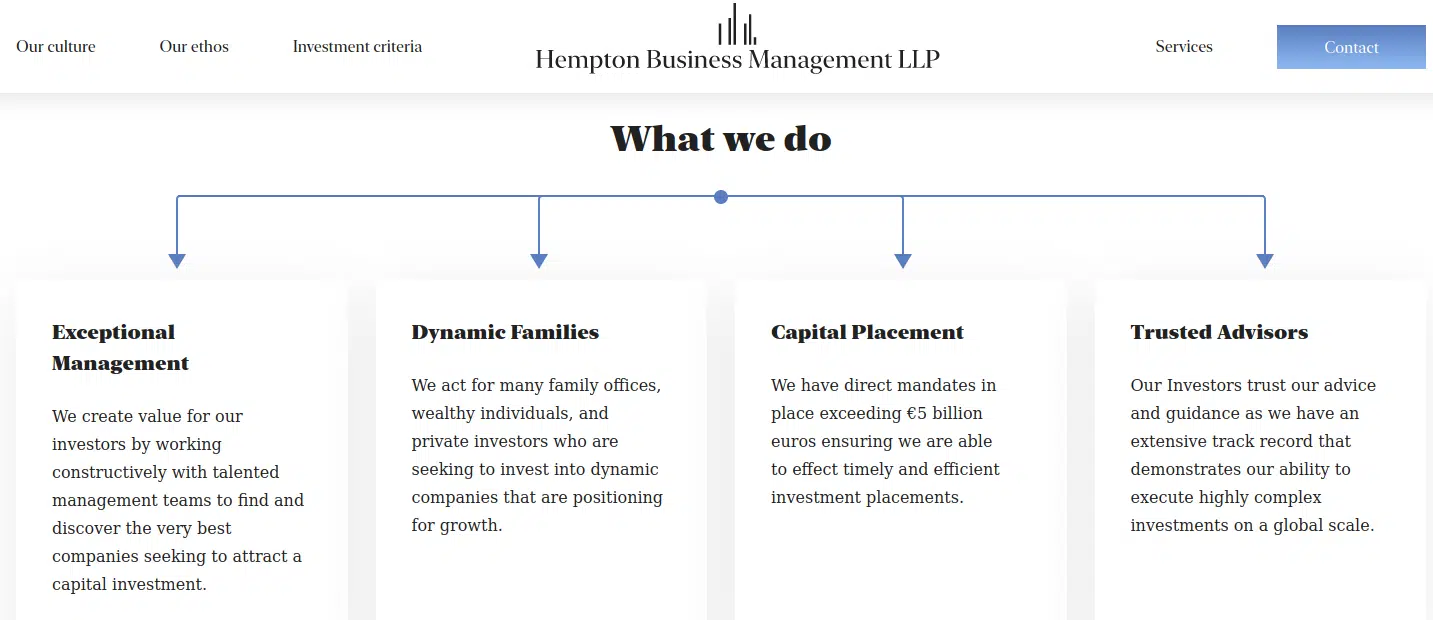 Our culture
Our ethos
Investment criteria
Hempton Business Management LLP
Services
Contact
What we do
Exceptional
Management
We create value for our
investors by working
constructively with talented
management teams to find and
discover the very best
companies seeking to attract a
capital investment.
Dynamic Families
We act for many family offices,
wealthy individuals, and
private investors who are
seeking to invest into dynamic
companies that are positioning
for growth.
Capital Placement
We have direct mandates in
place exceeding €5 billion
euros ensuring we are able
to effect timely and efficient
investment placements.
Trusted Advisors
Our Investors trust our advice
and guidance as we have an
extensive track record that
demonstrates our ability to
execute highly complex
investments on a global scale.